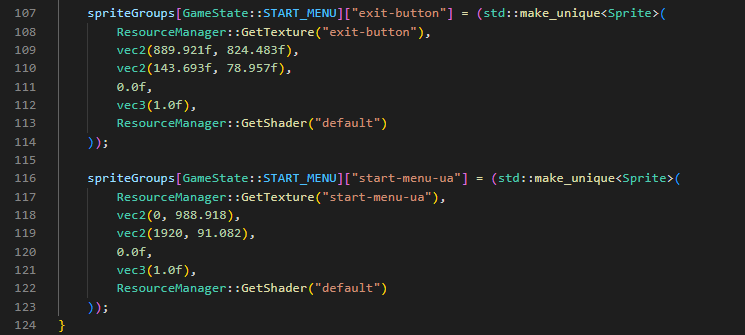 107 spriteGroups[GameState::START_MENU]["exit-button"] = (std::make_unique<Sprite>(
108 ResourceManager::GetTexture("exit-button"),
109 vec2(889.921f, 824.483f),
110 vec2(143.693f, 78.957f),
111 0.0f,
112 vec3(1.0f),
113 ResourceManager::GetShader("default")
114 ));
115
116 spriteGroups[GameState::START_MENU]["start-menu-ua"] = (std::make_unique<Sprite>(
117 ResourceManager::GetTexture("start-menu-ua"),
118 vec2(0, 988.918),
119 vec2(1920, 91.082),
120 0.0f,
121 vec3(1.0f),
122 ResourceManager::GetShader("default")
123 ));
124 }